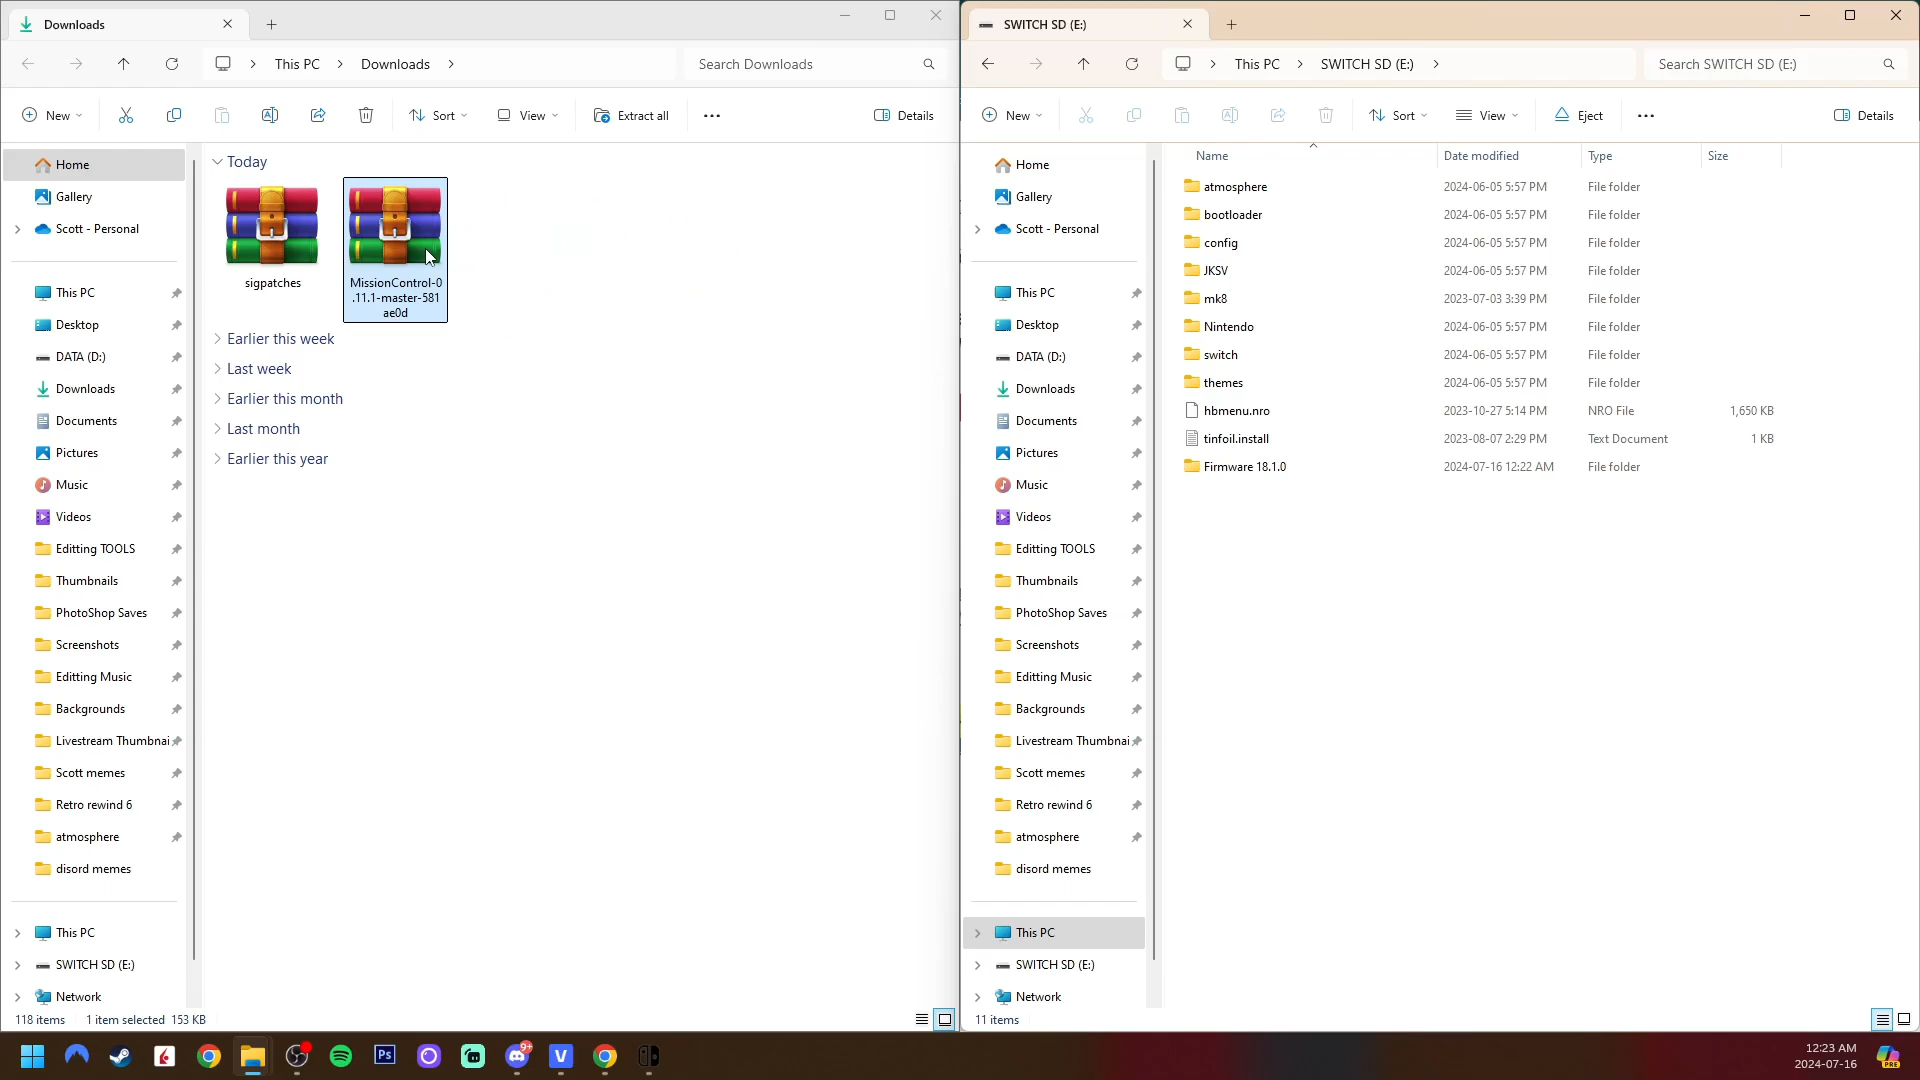 Downloads
This PC
Downloads
Search Downloads
New
Sort
View
Extract all
Details
Home
Gallery
Scott - Personal
This PC
Desktop
DATA (D:)
Downloads
Documents
Pictures
Music
Videos
Editting TOOLS
Thumbnails
PhotoShop Saves
Screenshots
Editting Music
Backgrounds
Livestream Thumbnai
Scott memes
Retro rewind 6
atmosphere
disord memes
This PC
SWITCH SD (E:)
Network
Today
sigpatches
MissionControl-0
.11.1-master-581
ae0d
Earlier this week
Last week
Earlier this month
Last month
Earlier this year
118 items 1 item selected 153 KB
SWITCH SD (E:)
This PC
SWITCH SD (E:)
Search SWITCH SD (E:)
New
Sort
View
Eject
Details
Home
Gallery
Scott - Personal
This PC
Desktop
DATA (D:)
Downloads
Documents
Pictures
Music
Videos
Editting TOOLS
Thumbnails
PhotoShop Saves
Screenshots
Editting Music
Backgrounds
Livestream Thumbnai
Scott memes
Retro rewind 6
atmosphere
disord memes
This PC
SWITCH SD (E:)
Network
Name Date modified Type Size
atmosphere 2024-06-05 5:57 PM File folder
bootloader 2024-06-05 5:57 PM File folder
config 2024-06-05 5:57 PM File folder
JKSV 2024-06-05 5:57 PM File folder
mk8 2023-07-03 3:39 PM File folder
Nintendo 2024-06-05 5:57 PM File folder
switch 2024-06-05 5:57 PM File folder
themes 2024-06-05 5:57 PM File folder
hbmenu.nro 2023-10-27 5:14 PM NRO File 1,650 KB
tinfoil.install 2023-08-07 2:29 PM Text Document 1 KB
Firmware 18.1.0 2024-07-16 12:22 AM File folder
11 items
Ps
9+
V
12:23 AM
2024-07-16
PRE